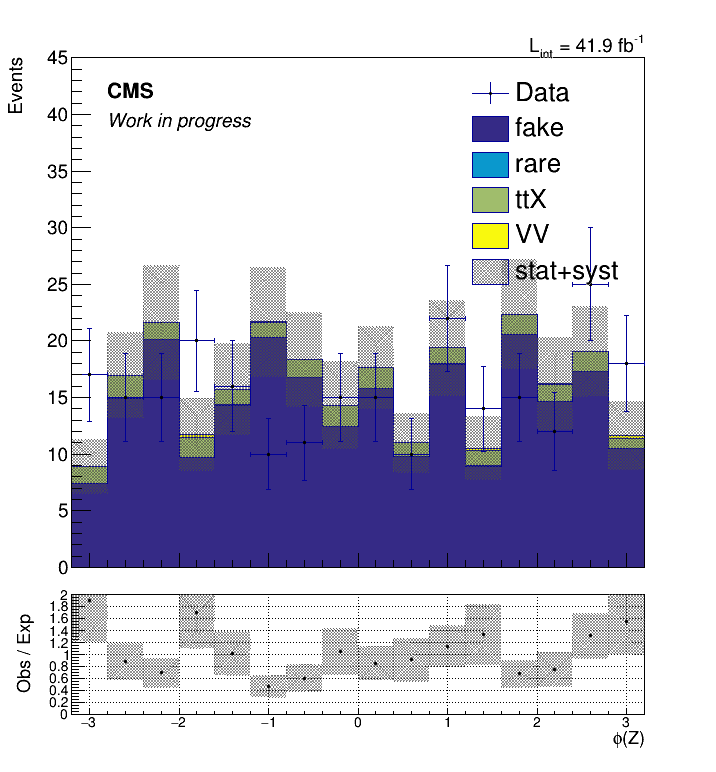 L_int = 41.9 fb^-1
Events
45
40
35
30
25
20
15
10
5
0
CMS
Work in progress
Data
fake
rare
ttX
VV
stat+syst
Obs / Exp
2
1.8
1.6
1.4
1.2
1
0.8
0.6
0.4
0.2
0
−3 −2 −1 0 1 2 3
ϕ(Z)